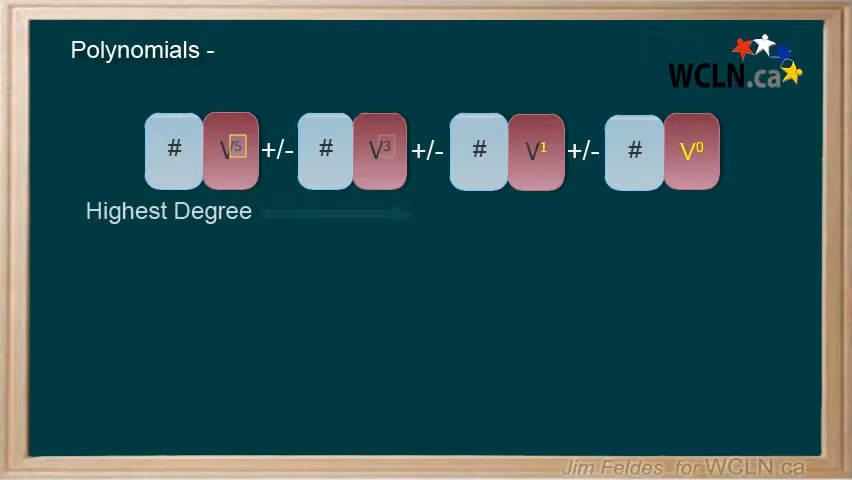 Polynomials -
WCLN.ca
# V⁵ +/- # V³ +/- # V¹ +/- # V⁰
Highest Degree
Jim Feldes for WCLN.ca